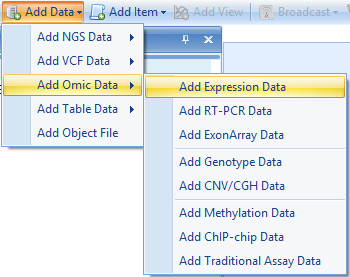 Add Data Add Item Add View Broadcast
Add NGS Data
Add VCF Data
Add Omic Data
Add Table Data
Add Object File
Add Expression Data
Add RT-PCR Data
Add ExonArray Data
Add Genotype Data
Add CNV/CGH Data
Add Methylation Data
Add ChIP-chip Data
Add Traditional Assay Data